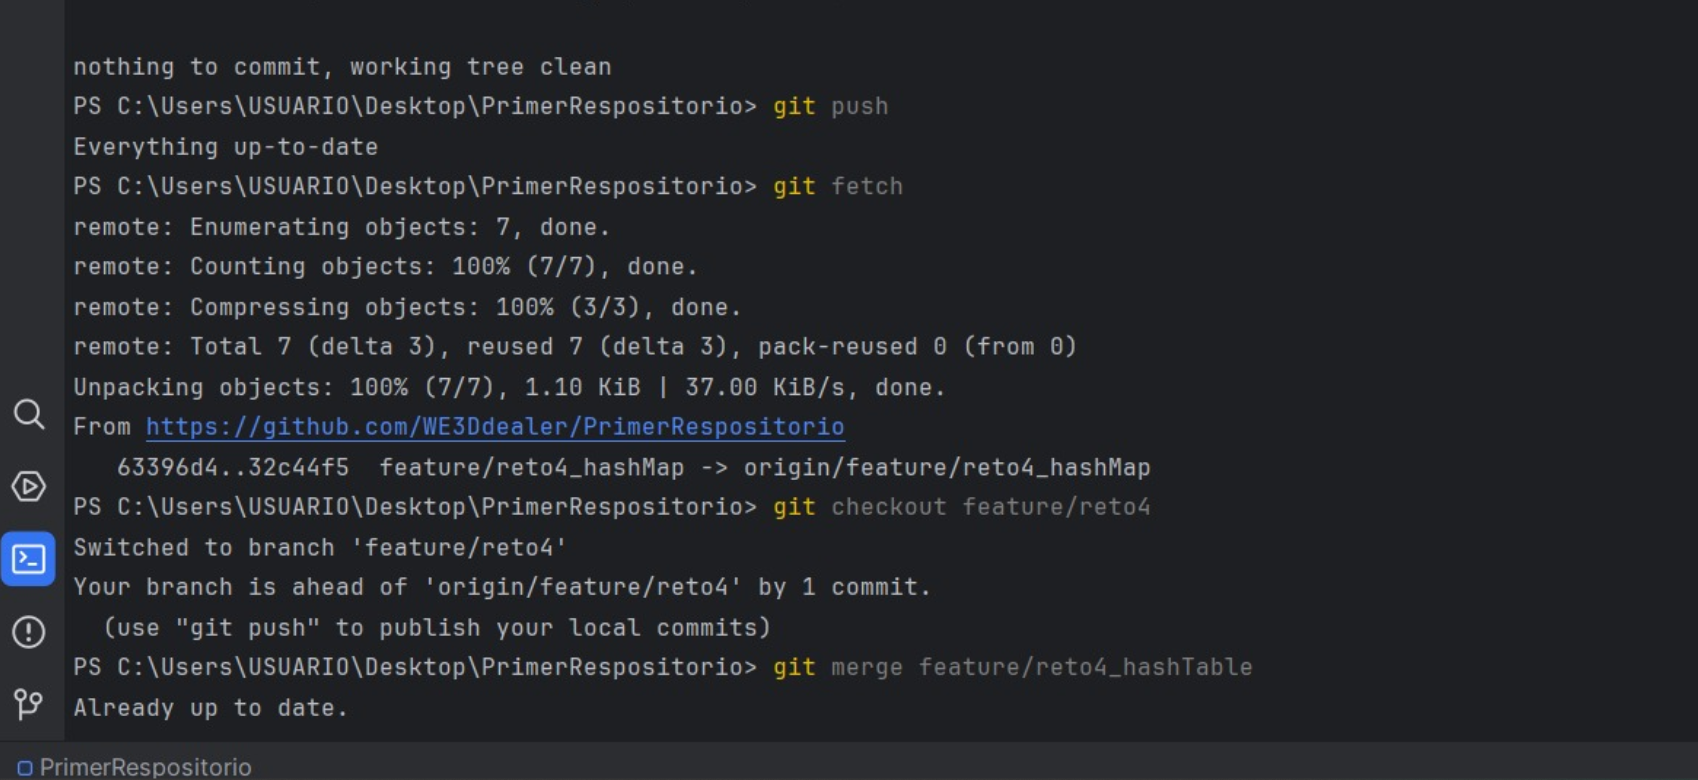 nothing to commit, working tree clean
PS C:\Users\USUARIO\Desktop\PrimerRespositorio> git push
Everything up-to-date
PS C:\Users\USUARIO\Desktop\PrimerRespositorio> git fetch
remote: Enumerating objects: 7, done.
remote: Counting objects: 100% (7/7), done.
remote: Compressing objects: 100% (3/3), done.
remote: Total 7 (delta 3), reused 7 (delta 3), pack-reused 0 (from 0)
Unpacking objects: 100% (7/7), 1.10 KiB | 37.00 KiB/s, done.
From https://github.com/WE3Ddealer/PrimerRespositorio
   63396d4..32c44f5  feature/reto4_hashMap -> origin/feature/reto4_hashMap
PS C:\Users\USUARIO\Desktop\PrimerRespositorio> git checkout feature/reto4
Switched to branch 'feature/reto4'
Your branch is ahead of 'origin/feature/reto4' by 1 commit.
  (use "git push" to publish your local commits)
PS C:\Users\USUARIO\Desktop\PrimerRespositorio> git merge feature/reto4_hashTable
Already up to date.
PrimerRespositorio